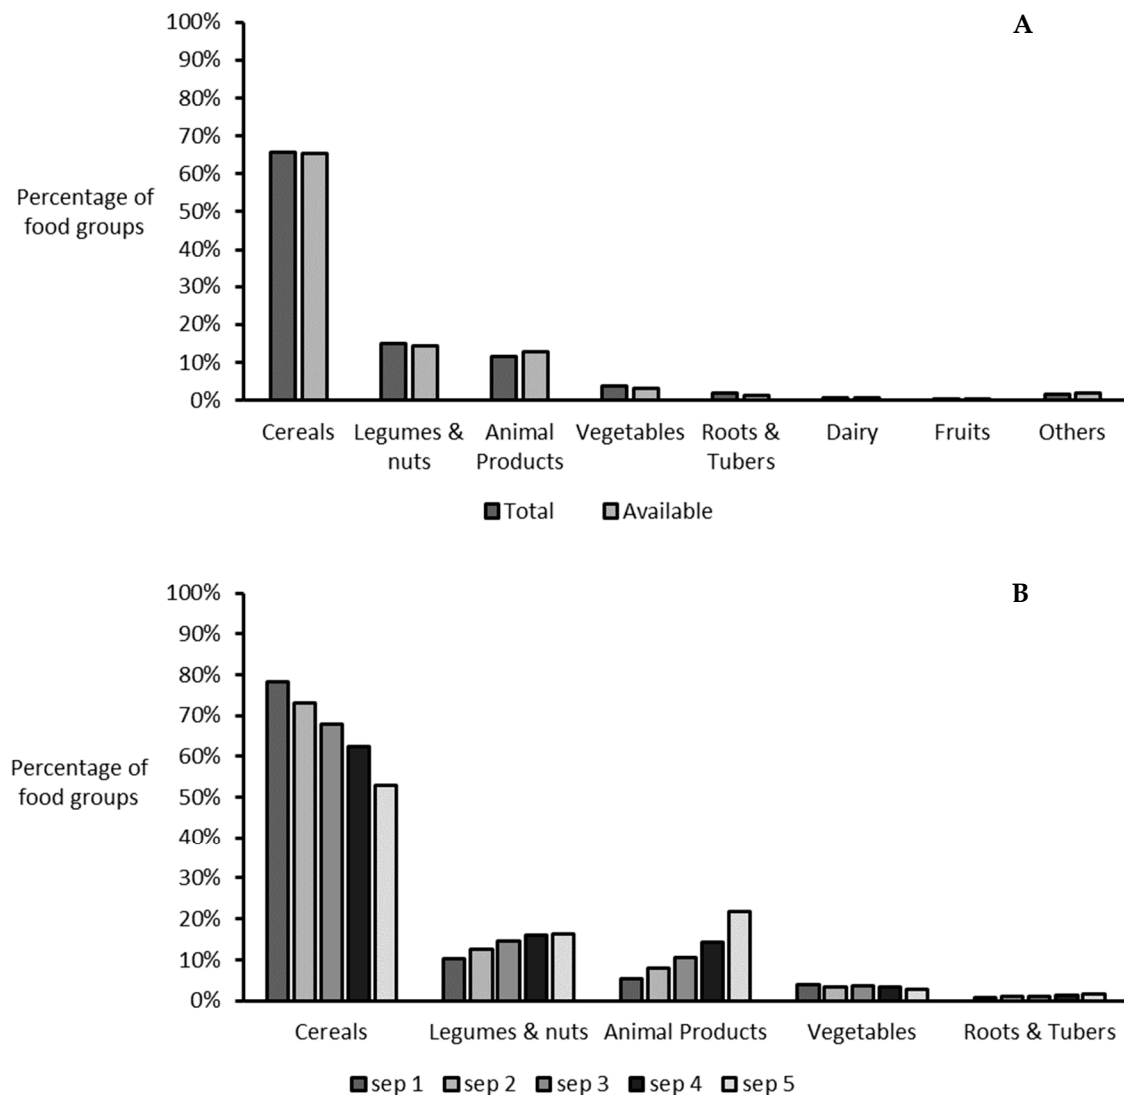 A
100%
90%
80%
70%
60%
50%
40%
30%
20%
10%
0%
Percentage of
food groups
Cereals Legumes & Animal Vegetables Roots & Dairy Fruits Others
nuts Products Tubers
Total Available
B
100%
90%
80%
70%
60%
50%
40%
30%
20%
10%
0%
Percentage of
food groups
Cereals Legumes & nuts Animal Products Vegetables Roots & Tubers
sep 1 sep 2 sep 3 sep 4 sep 5